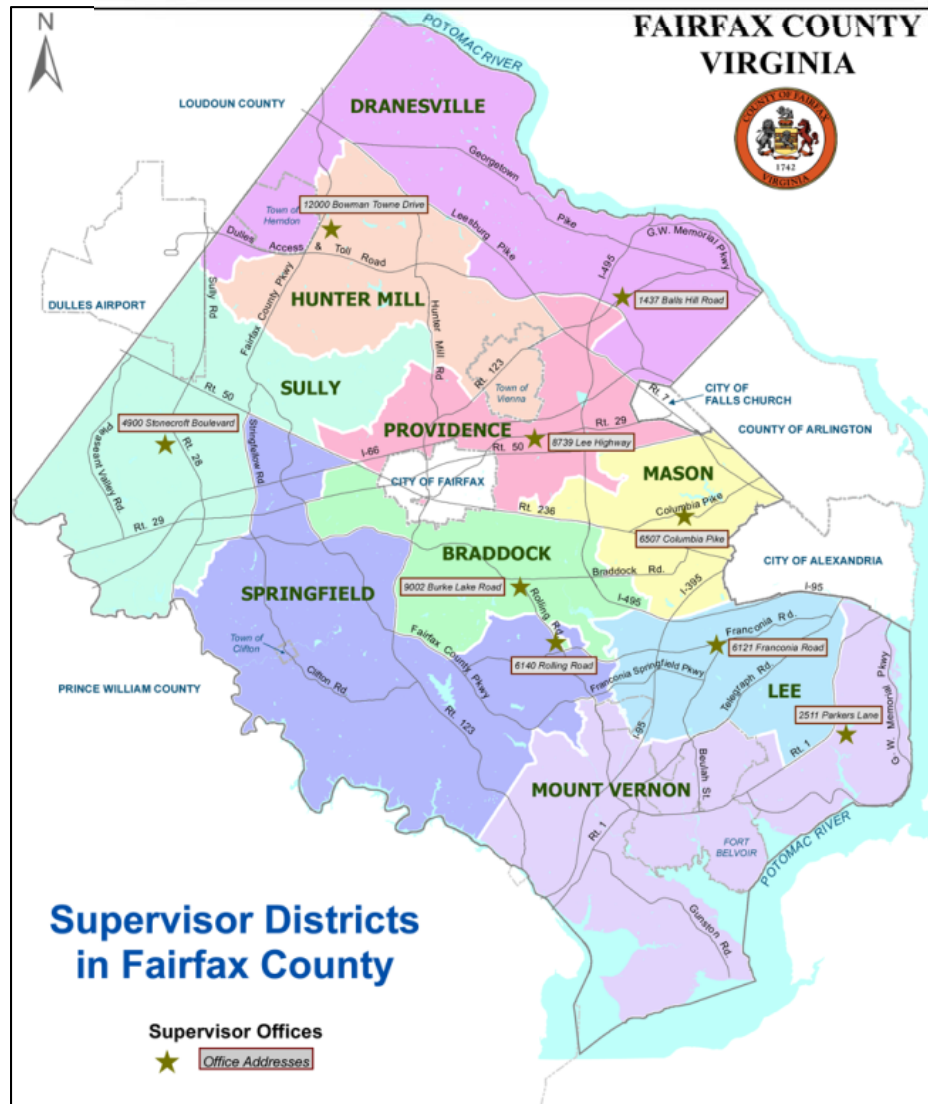 N
FAIRFAX COUNTY
VIRGINIA
COUNTY OF FAIRFAX
1742
VIRGINIA
POTOMAC RIVER
LOUDOUN COUNTY
DRANESVILLE
Georgetown
Pike
12000 Bowman Towne Drive
Town of
Herndon
Leesburg
Pike
G.W. Memorial Pkwy
I-495
Dulles Access & Toll Road
Sully Rd
Fairfax County Pkwy
HUNTER MILL
Hunter
Mill
Rd
1437 Balls Hill Road
DULLES AIRPORT
Rt. 123
SULLY
Town of
Vienna
Rt. 50
Rt. 7
CITY OF
FALLS CHURCH
4900 Stonecroft Boulevard
PROVIDENCE
Rt. 29
Rt. 50
8739 Lee Highway
COUNTY OF ARLINGTON
Pleasant Valley Rd.
Rt. 28
Stringfellow Rd.
I-66
CITY OF FAIRFAX
MASON
Columbia Pike
Rt. 29
Rt. 236
6507 Columbia Pike
BRADDOCK
CITY OF ALEXANDRIA
Braddock Rd.
9002 Burke Lake Road
I-395
I-95
I-495
SPRINGFIELD
Rolling Rd.
Franconia Rd.
Town of
Clifton
Fairfax County Pkwy
6140 Rolling Road
6121 Franconia Road
Franconia Springfield Pkwy
Telegraph Rd.
PRINCE WILLIAM COUNTY
Clifton Rd.
LEE
G. W. Memorial Pkwy
2511 Parkers Lane
Rt. 123
I-95
Rt. 1
Beulah St.
MOUNT VERNON
Rt. 1
FORT
BELVOIR
POTOMAC RIVER
Gunston Rd.
Supervisor Districts
in Fairfax County
Supervisor Offices
Office Addresses